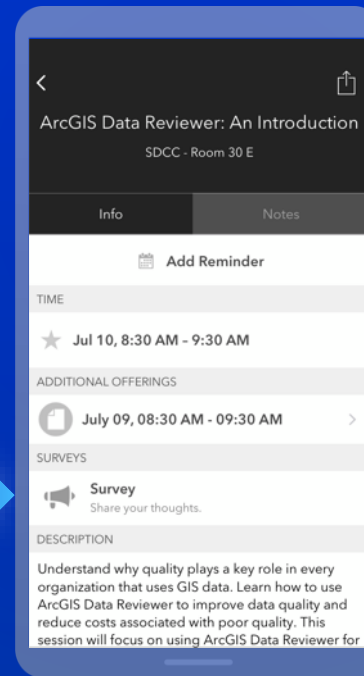 ArcGIS Data Reviewer: An Introduction
SDCC - Room 30 E
Info
Notes
Add Reminder
TIME
Jul 10, 8:30 AM – 9:30 AM
ADDITIONAL OFFERINGS
July 09, 08:30 AM - 09:30 AM
SURVEYS
Survey
Share your thoughts.
DESCRIPTION
Understand why quality plays a key role in every
organization that uses GIS data. Learn how to use
ArcGIS Data Reviewer to improve data quality and
reduce costs associated with poor quality. This
session will focus on using ArcGIS Data Reviewer for